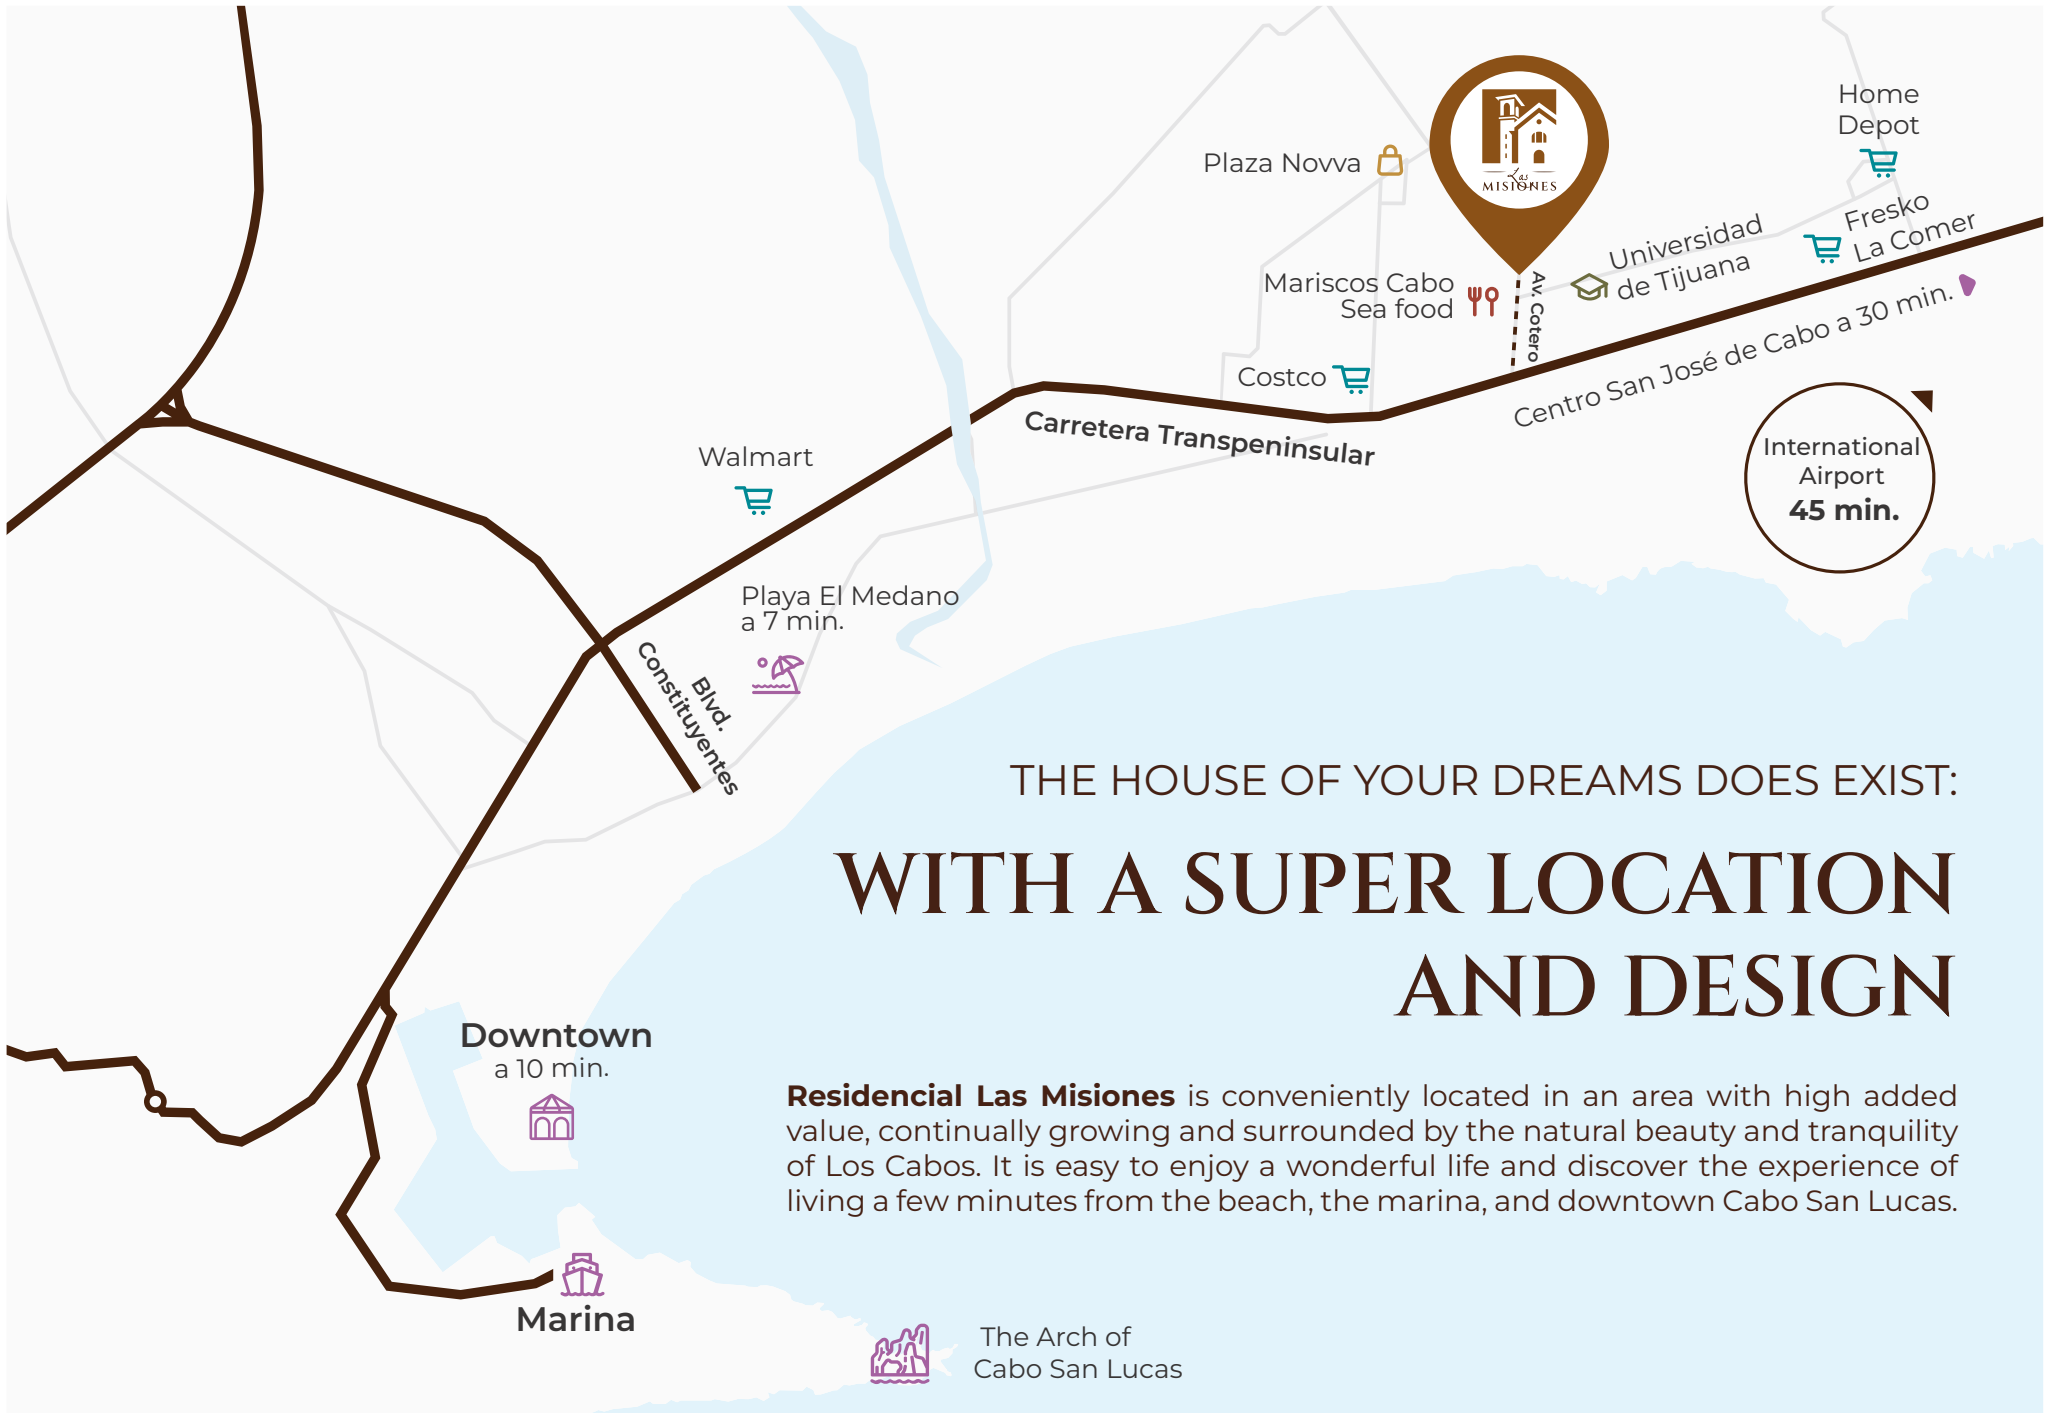 Home
Depot
Plaza Novva
Las
MISIONES
Fresko
La Comer
Universidad
de Tijuana
Mariscos Cabo
Sea food
Av. Cotero
Centro San José de Cabo a 30 min.
Costco
Carretera Transpeninsular
International
Airport
45 min.
Walmart
Playa El Medano
a 7 min.
Blvd.
Constituyentes
THE HOUSE OF YOUR DREAMS DOES EXIST:
WITH A SUPER LOCATION
AND DESIGN
Downtown
a 10 min.
Residencial Las Misiones is conveniently located in an area with high added
value, continually growing and surrounded by the natural beauty and tranquility
of Los Cabos. It is easy to enjoy a wonderful life and discover the experience of
living a few minutes from the beach, the marina, and downtown Cabo San Lucas.
Marina
The Arch of
Cabo San Lucas